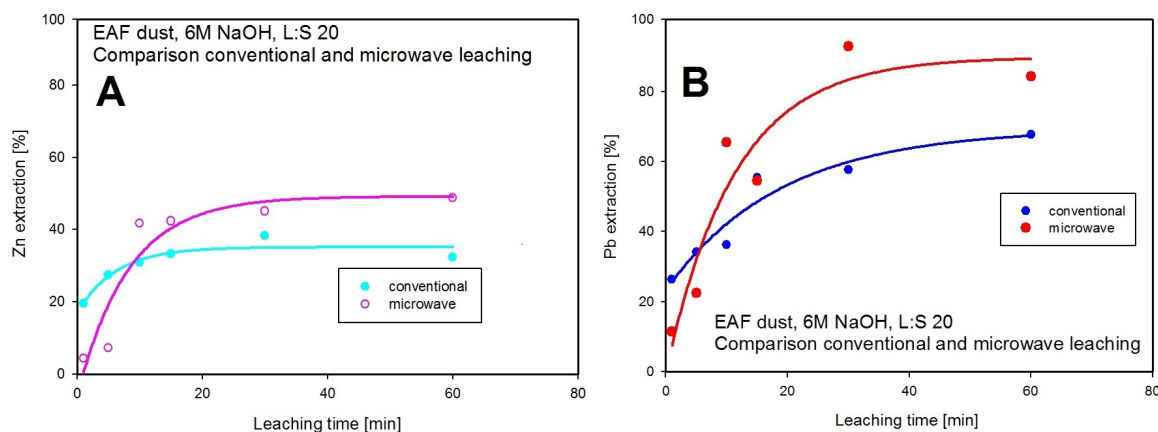 EAF dust, 6M NaOH, L:S 20
Comparison conventional and microwave leaching
A
Zn extraction [%]
100
80
60
40
20
0
conventional
microwave
0 20 40 60 80
Leaching time [min]
B
Pb extraction [%]
100
80
60
40
20
0
conventional
microwave
EAF dust, 6M NaOH, L:S 20
Comparison conventional and microwave leaching
0 20 40 60 80
Leaching time [min]